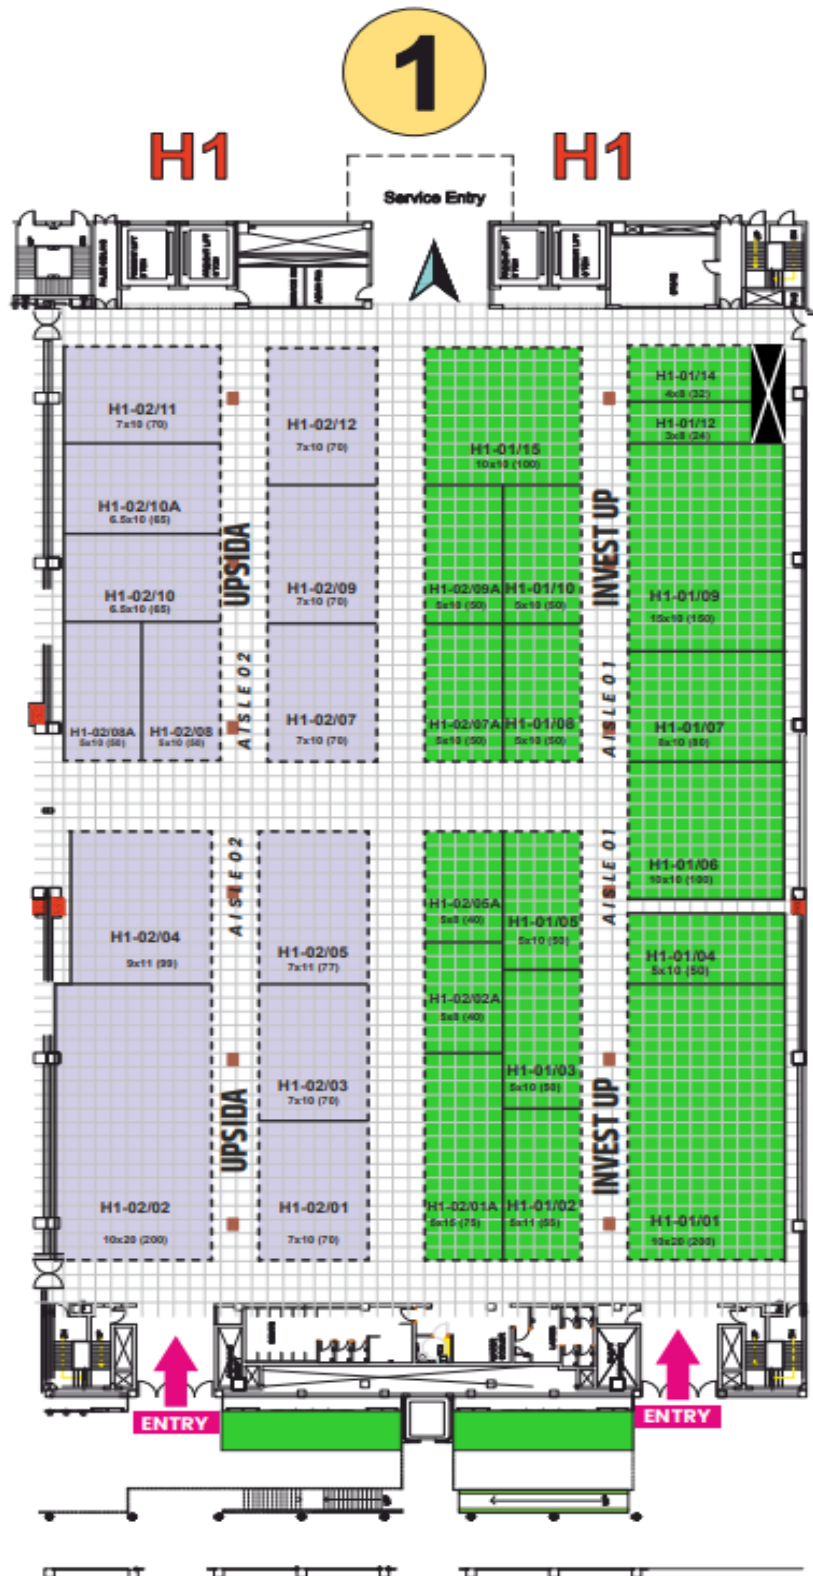 1
H1
H1
Service Entry
H1-02/11
7x10 (70)
H1-02/12
7x10 (70)
H1-01/15
10x10 (100)
H1-01/14
4x8 (32)
H1-01/12
3x8 (24)
H1-02/10A
6.5x10 (65)
H1-02/10
6.5x10 (65)
UPSIDA
H1-02/09
7x10 (70)
H1-02/09A
5x10 (50)
H1-01/10
5x10 (50)
INVEST UP
H1-01/09
15x10 (150)
H1-02/08A
5x10 (50)
H1-02/08
5x10 (50)
AISLE 02
H1-02/07
7x10 (70)
H1-02/07A
5x10 (50)
H1-01/08
5x10 (50)
AISLE 01
H1-01/07
8x10 (80)
H1-01/06
10x10 (100)
H1-02/04
9x11 (99)
AISLE 02
H1-02/05
7x11 (77)
H1-02/05A
5x8 (40)
H1-01/05
5x10 (50)
AISLE 01
H1-01/04
5x10 (50)
H1-02/02A
5x8 (40)
H1-02/03
7x10 (70)
H1-01/03
5x10 (50)
UPSIDA
INVEST UP
H1-02/02
10x20 (200)
H1-02/01
7x10 (70)
H1-02/01A
5x15 (75)
H1-01/02
5x11 (55)
H1-01/01
10x20 (200)
ENTRY
ENTRY